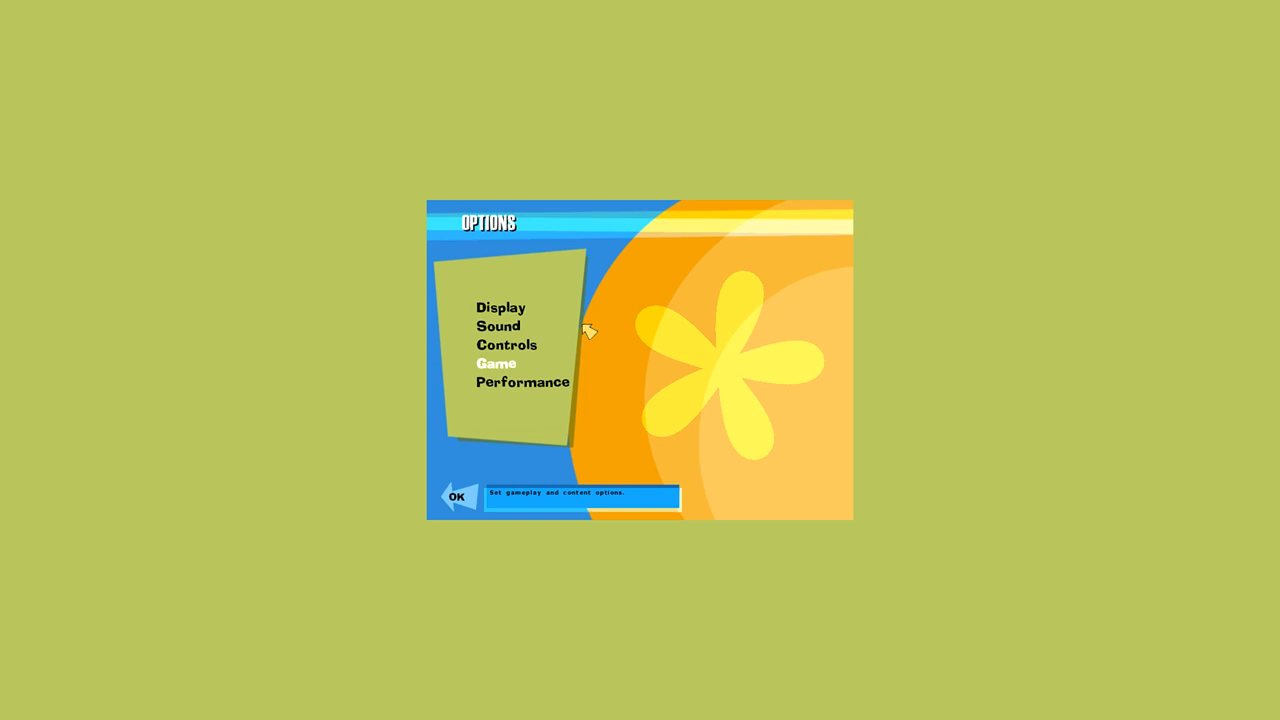 OPTIONS
Display
Sound
Controls
Game
Performance
OK
Set gameplay and content options.